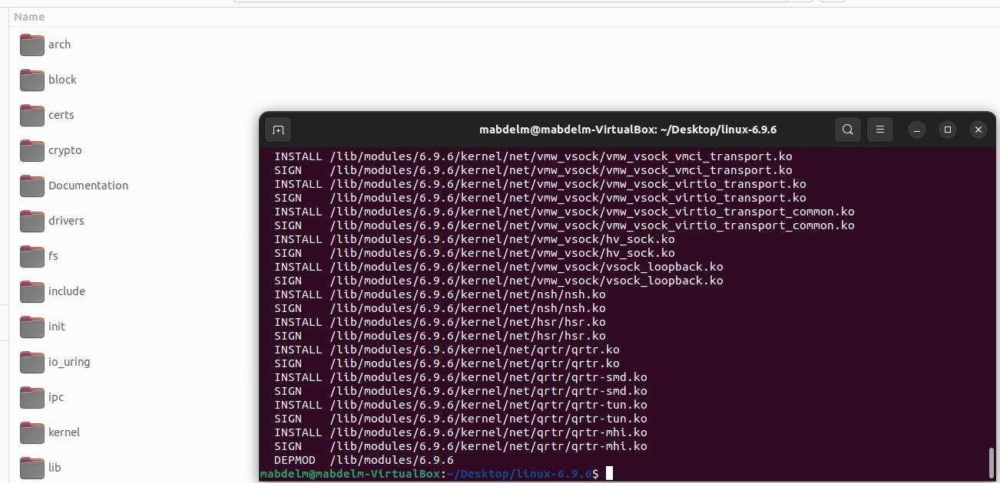 Name
arch
block
certs
crypto
Documentation
drivers
fs
include
init
io_uring
ipc
kernel
lib
mabdelm@mabdelm-VirtualBox: ~/Desktop/linux-6.9.6
INSTALL /lib/modules/6.9.6/kernel/net/vmw_vsock/vmw_vsock_vmci_transport.ko
SIGN    /lib/modules/6.9.6/kernel/net/vmw_vsock/vmw_vsock_vmci_transport.ko
INSTALL /lib/modules/6.9.6/kernel/net/vmw_vsock/vmw_vsock_virtio_transport.ko
SIGN    /lib/modules/6.9.6/kernel/net/vmw_vsock/vmw_vsock_virtio_transport.ko
INSTALL /lib/modules/6.9.6/kernel/net/vmw_vsock/vmw_vsock_virtio_transport_common.ko
SIGN    /lib/modules/6.9.6/kernel/net/vmw_vsock/vmw_vsock_virtio_transport_common.ko
INSTALL /lib/modules/6.9.6/kernel/net/vmw_vsock/hv_sock.ko
SIGN    /lib/modules/6.9.6/kernel/net/vmw_vsock/hv_sock.ko
INSTALL /lib/modules/6.9.6/kernel/net/vmw_vsock/vsock_loopback.ko
SIGN    /lib/modules/6.9.6/kernel/net/vmw_vsock/vsock_loopback.ko
INSTALL /lib/modules/6.9.6/kernel/net/nsh/nsh.ko
SIGN    /lib/modules/6.9.6/kernel/net/nsh/nsh.ko
INSTALL /lib/modules/6.9.6/kernel/net/hsr/hsr.ko
SIGN    /lib/modules/6.9.6/kernel/net/hsr/hsr.ko
INSTALL /lib/modules/6.9.6/kernel/net/qrtr/qrtr.ko
SIGN    /lib/modules/6.9.6/kernel/net/qrtr/qrtr.ko
INSTALL /lib/modules/6.9.6/kernel/net/qrtr/qrtr-smd.ko
SIGN    /lib/modules/6.9.6/kernel/net/qrtr/qrtr-smd.ko
INSTALL /lib/modules/6.9.6/kernel/net/qrtr/qrtr-tun.ko
SIGN    /lib/modules/6.9.6/kernel/net/qrtr/qrtr-tun.ko
INSTALL /lib/modules/6.9.6/kernel/net/qrtr/qrtr-mhi.ko
SIGN    /lib/modules/6.9.6/kernel/net/qrtr/qrtr-mhi.ko
DEPMOD  /lib/modules/6.9.6
mabdelm@mabdelm-VirtualBox:~/Desktop/linux-6.9.6$